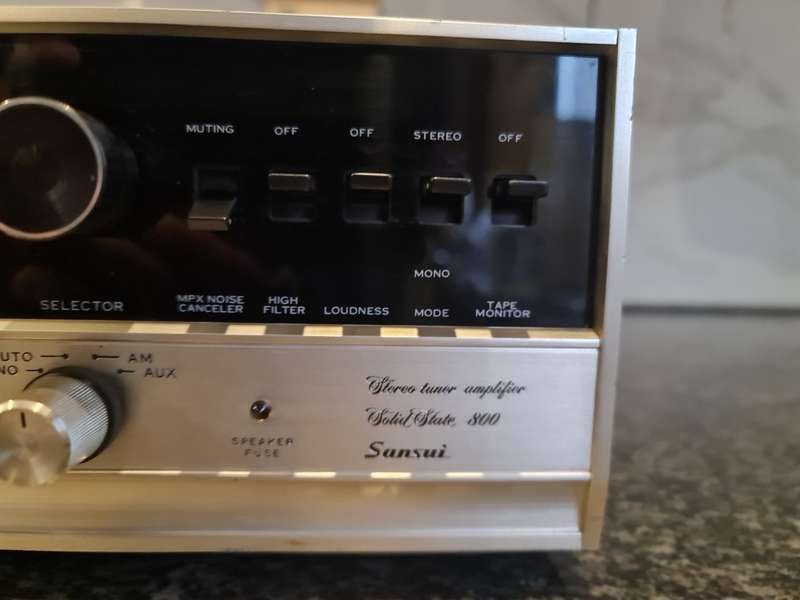 MUTING OFF OFF STEREO OFF
MONO
SELECTOR
MPX NOISE CANCELER
HIGH FILTER
LOUDNESS
MODE
TAPE MONITOR
AM
AUX
SPEAKER
FUSE
Stereo tuner amplifier
Solid State 800
Sansui